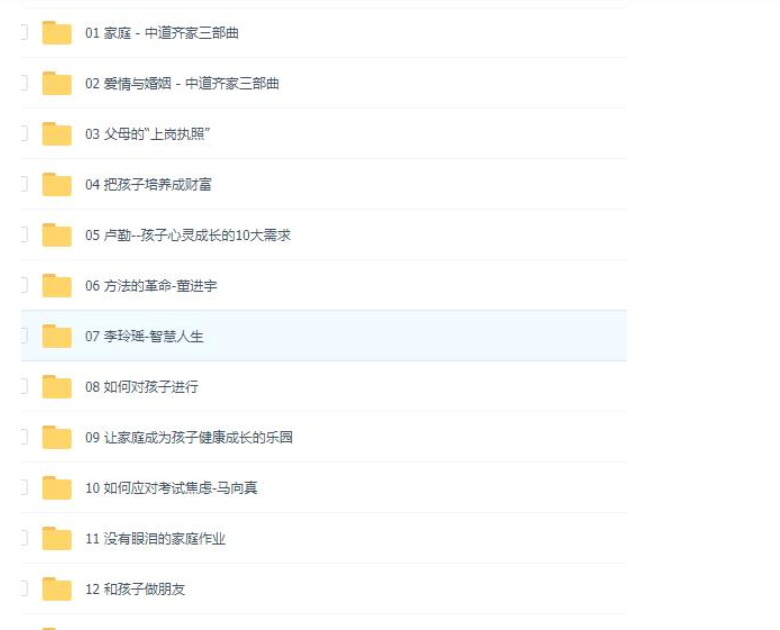 01 家庭 - 中道齐家三部曲
02 爱情与婚姻 - 中道齐家三部曲
03 父母的“上岗执照”
04 把孩子培养成财富
05 卢勤--孩子心灵成长的10大需求
06 方法的革命-董进宇
07 李玲瑶-智慧人生
08 如何对孩子进行
09 让家庭成为孩子健康成长的乐园
10 如何应对考试焦虑-马向真
11 没有眼泪的家庭作业
12 和孩子做朋友